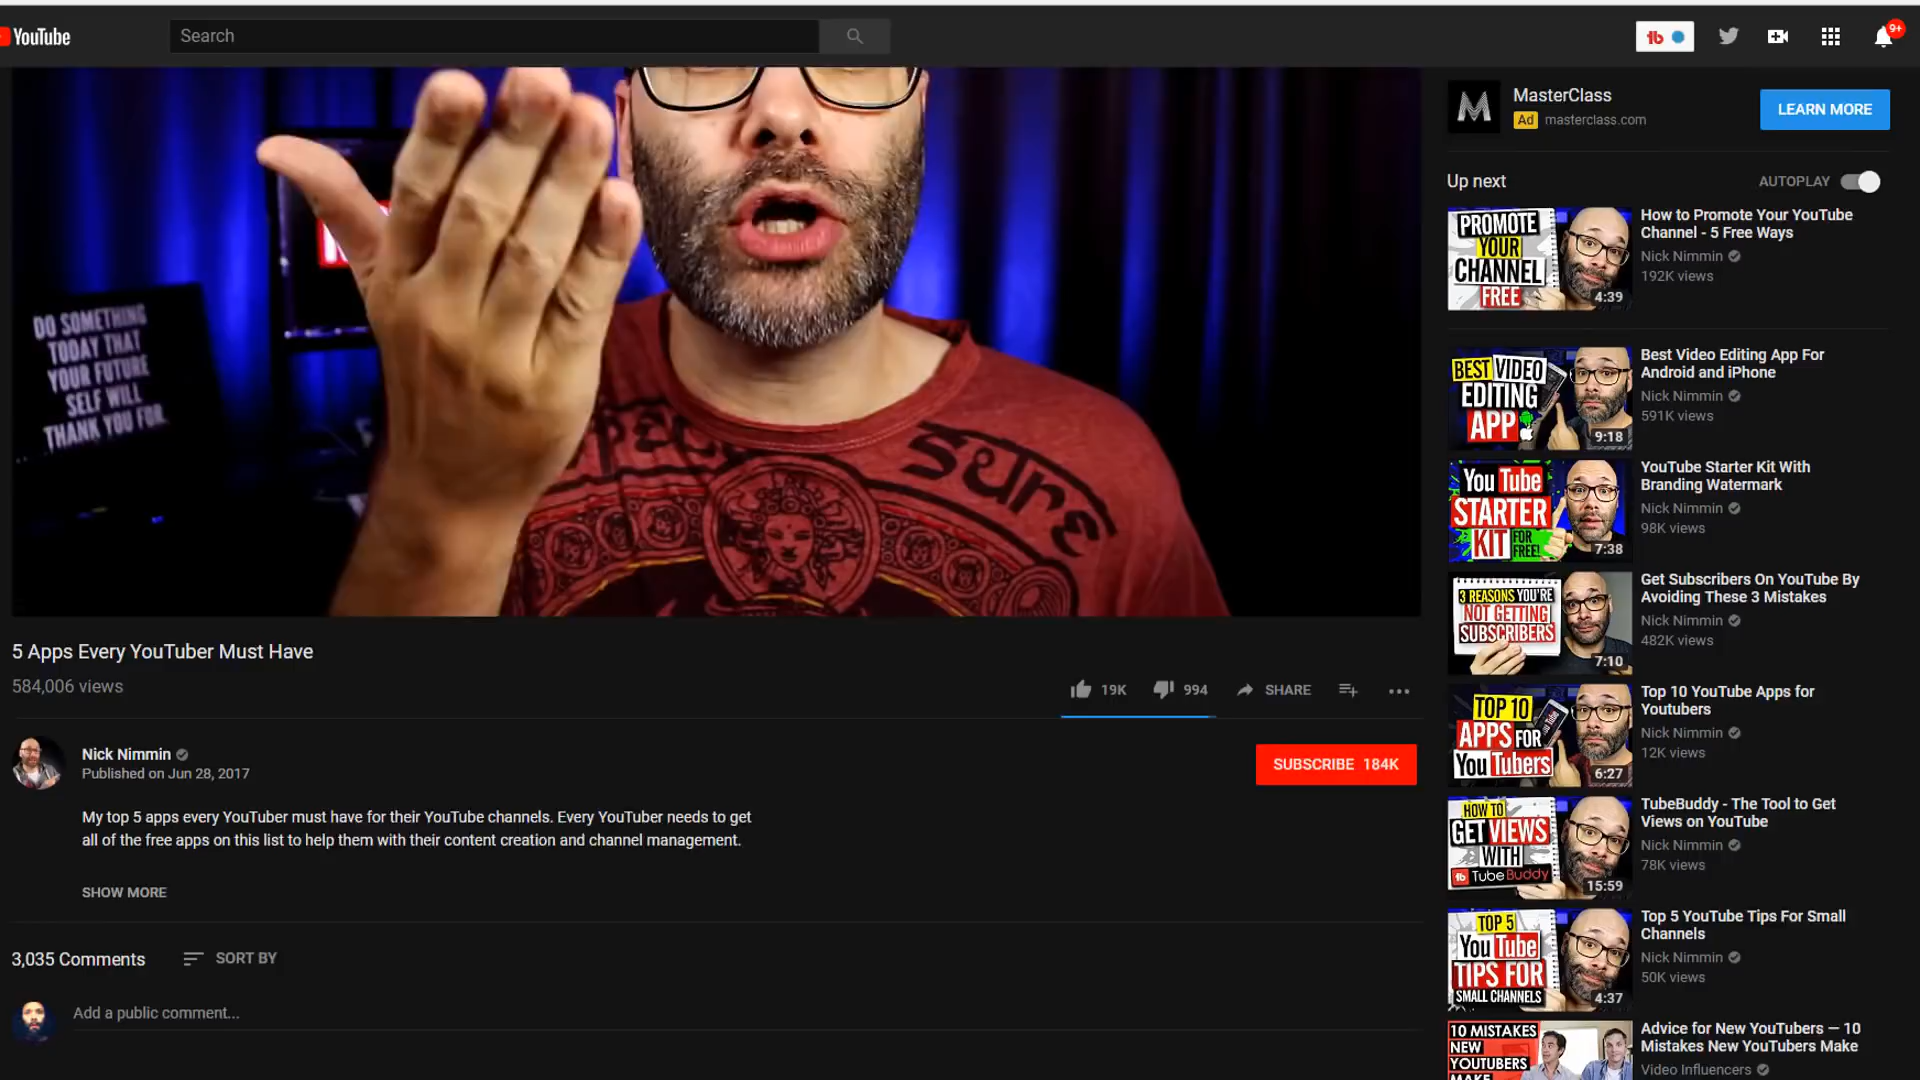 YouTube
Search
tb
9+
DO SOMETHING
TODAY THAT
YOUR FUTURE
SELF WILL
THANK YOU FOR
SURE
5 Apps Every YouTuber Must Have
584,006 views
19K
994
SHARE
Nick Nimmin
Published on Jun 28, 2017
SUBSCRIBE 184K
My top 5 apps every YouTuber must have for their YouTube channels. Every YouTuber needs to get
all of the free apps on this list to help them with their content creation and channel management.
SHOW MORE
3,035 Comments
SORT BY
Add a public comment...
MasterClass
Ad masterclass.com
LEARN MORE
Up next
AUTOPLAY
PROMOTE
YOUR
CHANNEL
FREE
4:39
How to Promote Your YouTube
Channel - 5 Free Ways
Nick Nimmin
192K views
BEST VIDEO
EDITING
APP
9:18
Best Video Editing App For
Android and iPhone
Nick Nimmin
591K views
You Tube
STARTER
KIT FOR
FREE!
7:38
YouTube Starter Kit With
Branding Watermark
Nick Nimmin
98K views
3 REASONS YOU'RE
NOT GETTING
SUBSCRIBERS
7:10
Get Subscribers On YouTube By
Avoiding These 3 Mistakes
Nick Nimmin
482K views
TOP 10
APPS FOR
You Tubers
6:27
Top 10 YouTube Apps for
Youtubers
Nick Nimmin
12K views
HOW TO
GET VIEWS
WITH
tb TubeBuddy
15:59
TubeBuddy - The Tool to Get
Views on YouTube
Nick Nimmin
78K views
TOP 5
You Tube
TIPS FOR
SMALL CHANNELS
4:37
Top 5 YouTube Tips For Small
Channels
Nick Nimmin
50K views
10 MISTAKES
NEW
YOUTUBERS
MAKE
Advice for New YouTubers — 10
Mistakes New YouTubers Make
Video Influencers